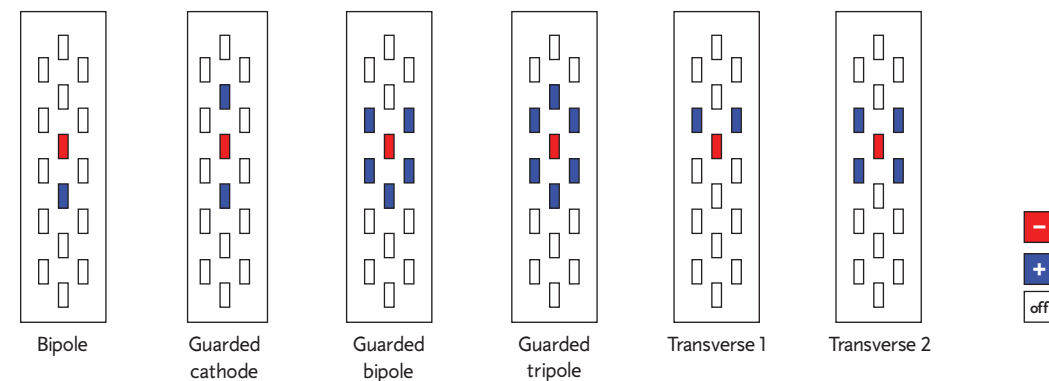 −
+
off
Bipole
Guarded
cathode
Guarded
bipole
Guarded
tripole
Transverse 1
Transverse 2